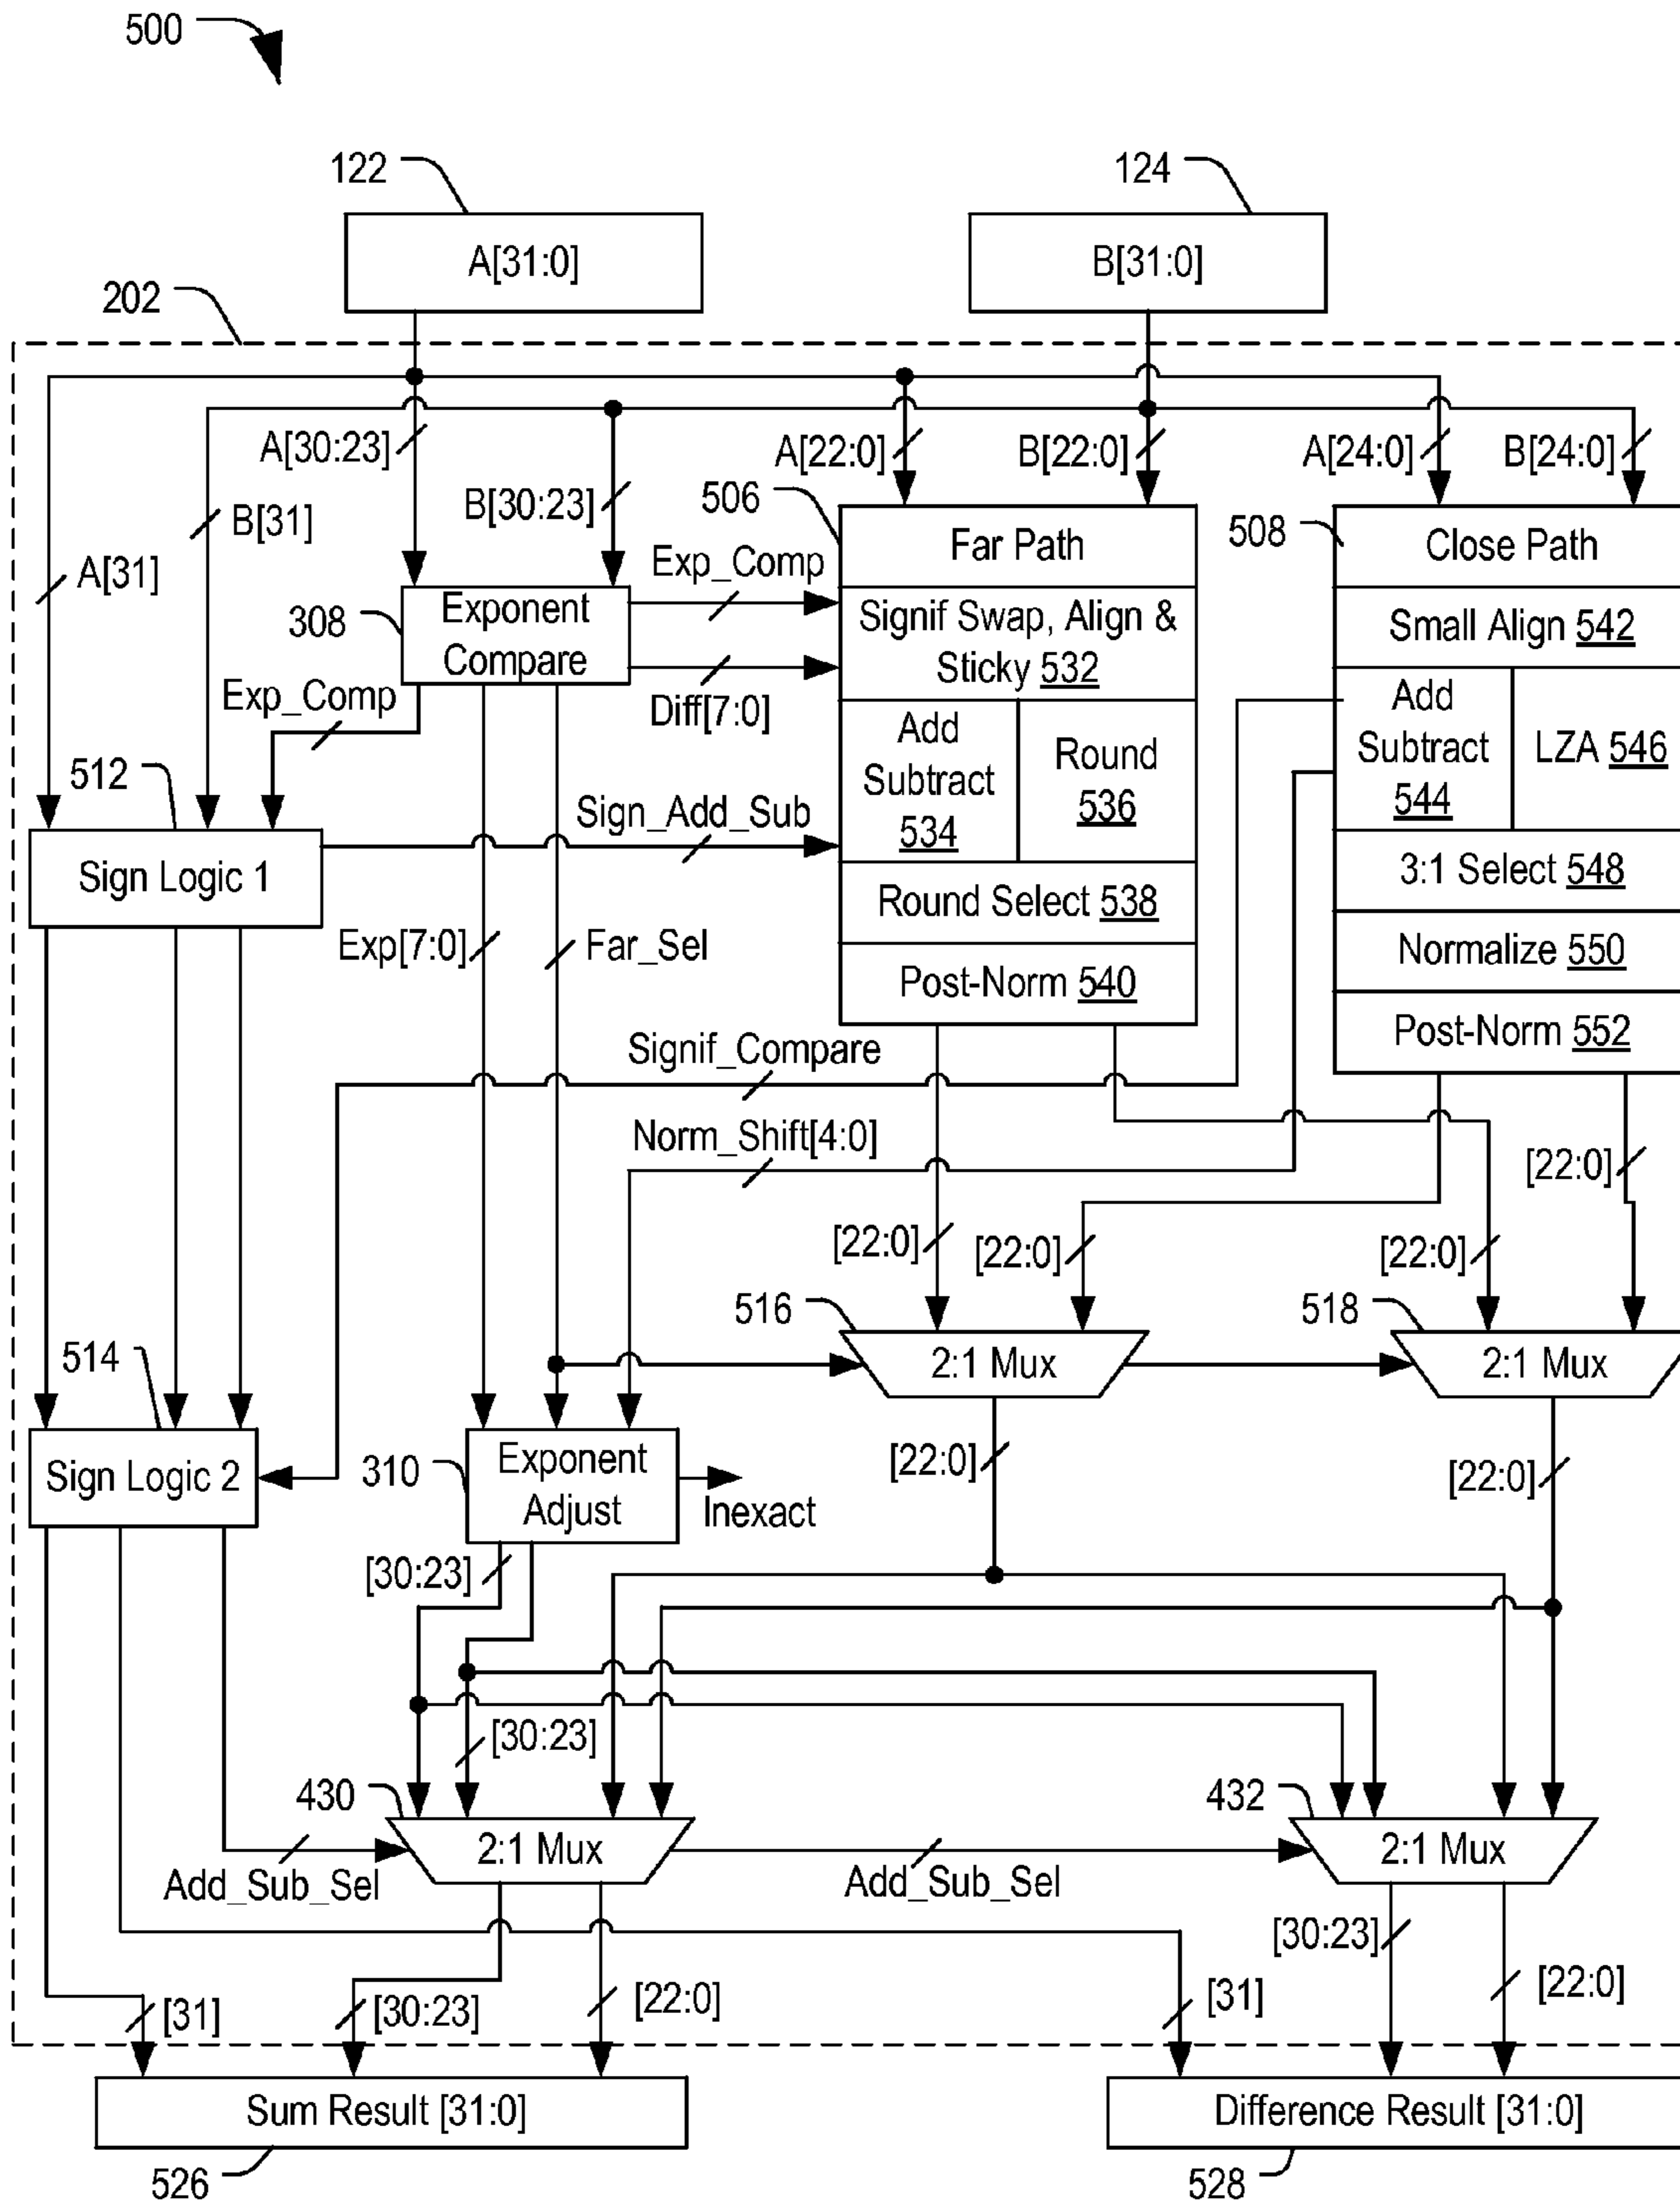 500
122
124
A[31:0]
B[31:0]
202
A[30:23]
A[22:0]
B[22:0]
A[24:0]
B[24:0]
B[30:23]
506
B[31]
508
Far Path
Close Path
A[31]
Exp_Comp
308
Exponent
Compare
Signif Swap, Align &
Sticky 532
Small Align 542
Exp_Comp
Diff[7:0]
Add
Subtract
534
Round
536
Add
Subtract
544
LZA 546
512
Sign_Add_Sub
Sign Logic 1
3:1 Select 548
Round Select 538
Exp[7:0]
Far_Sel
Normalize 550
Post-Norm 540
Post-Norm 552
Signif_Compare
Norm_Shift[4:0]
[22:0]
[22:0]
[22:0]
[22:0]
516
518
514
2:1 Mux
2:1 Mux
Sign Logic 2
310
Exponent
Adjust
Inexact
[22:0]
[22:0]
[30:23]
[30:23]
430
432
2:1 Mux
2:1 Mux
Add_Sub_Sel
Add_Sub_Sel
[30:23]
[31]
[30:23]
[22:0]
[31]
[22:0]
Sum Result [31:0]
Difference Result [31:0]
526
528